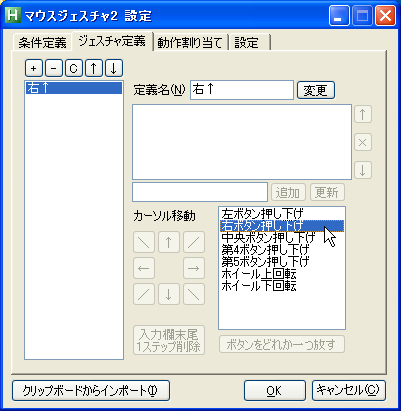 マウスジェスチャ2 設定
条件定義 ジェスチャ定義 動作割り当て 設定
+ - C ↑ ↓
右↑
定義名(N) 右↑ 変更
↑
×
↓
追加 更新
カーソル移動
＼ ↑ ／
← →
／ ↓ ＼
入力欄末尾
1ステップ削除
左ボタン押し下げ
右ボタン押し下げ
中央ボタン押し下げ
第4ボタン押し下げ
第5ボタン押し下げ
ホイール上回転
ホイール下回転
ボタンをどれか一つ放す
クリップボードからインポート(I) OK キャンセル(C)